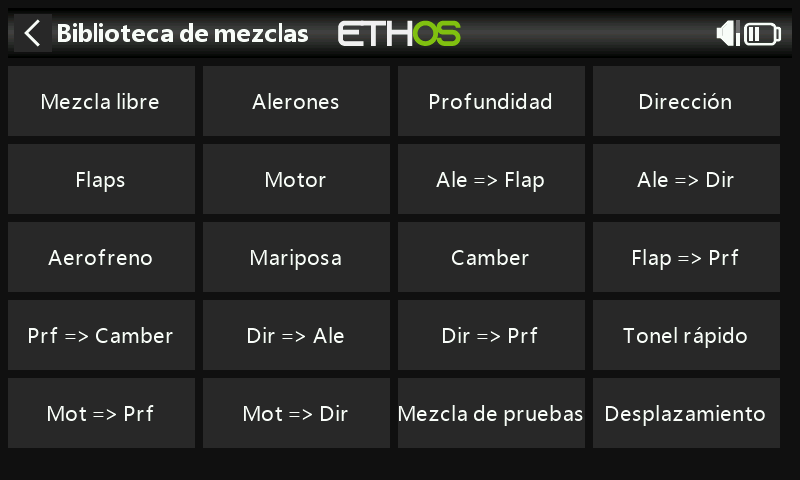 Biblioteca de mezclas ETHOS
Mezcla libre Alerones Profundidad Dirección
Flaps Motor Ale => Flap Ale => Dir
Aerofreno Mariposa Camber Flap => Prf
Prf => Camber Dir => Ale Dir => Prf Tonel rápido
Mot => Prf Mot => Dir Mezcla de pruebas Desplazamiento